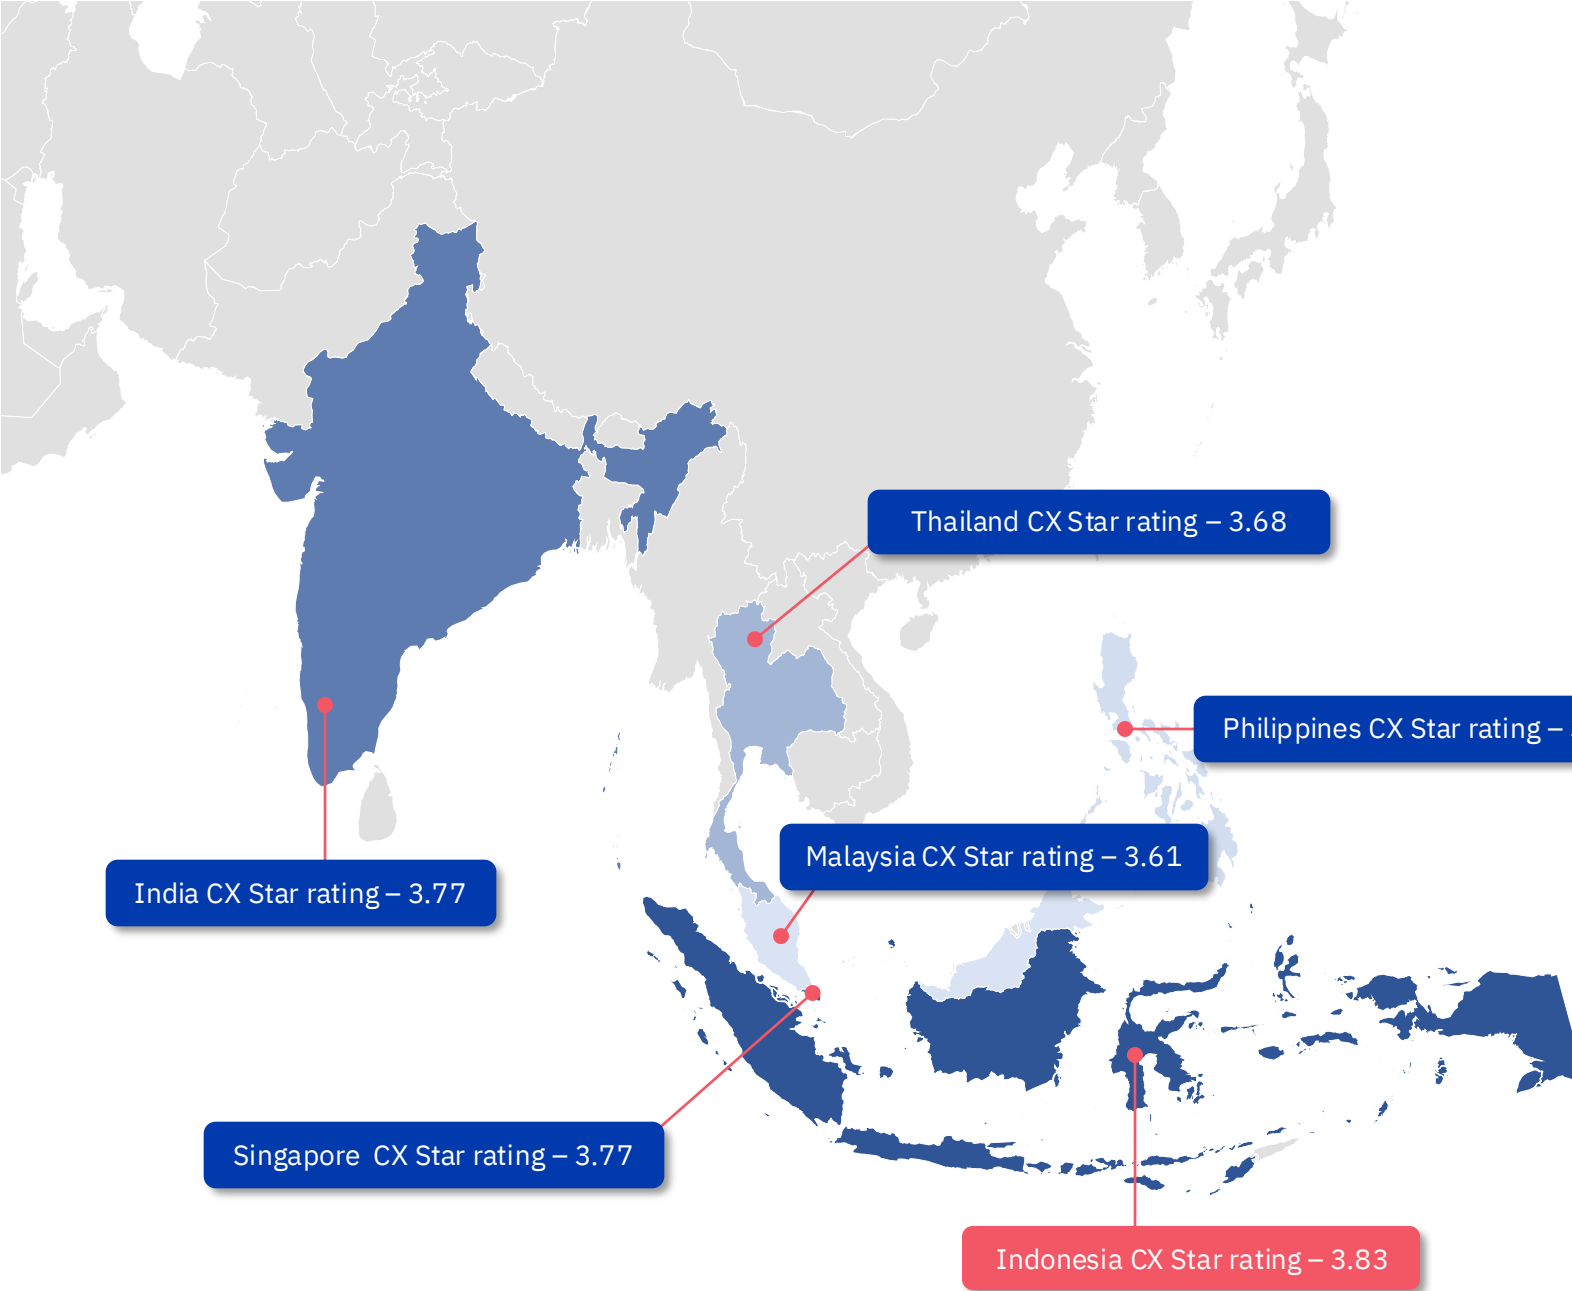 Thailand CX Star rating – 3.68
Philippines CX Star rating –
Malaysia CX Star rating – 3.61
India CX Star rating – 3.77
Singapore  CX Star rating – 3.77
Indonesia CX Star rating – 3.83